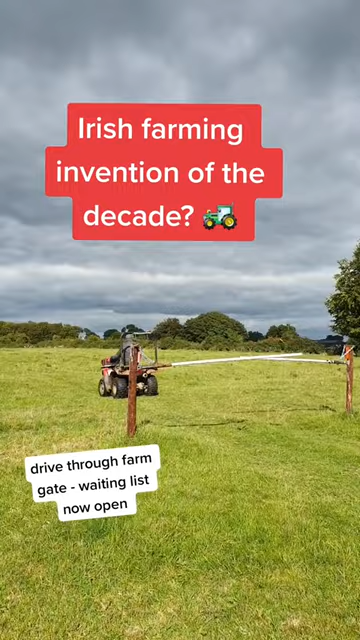 Irish farming
invention of the
decade? 🚜
drive through farm
gate - waiting list
now open